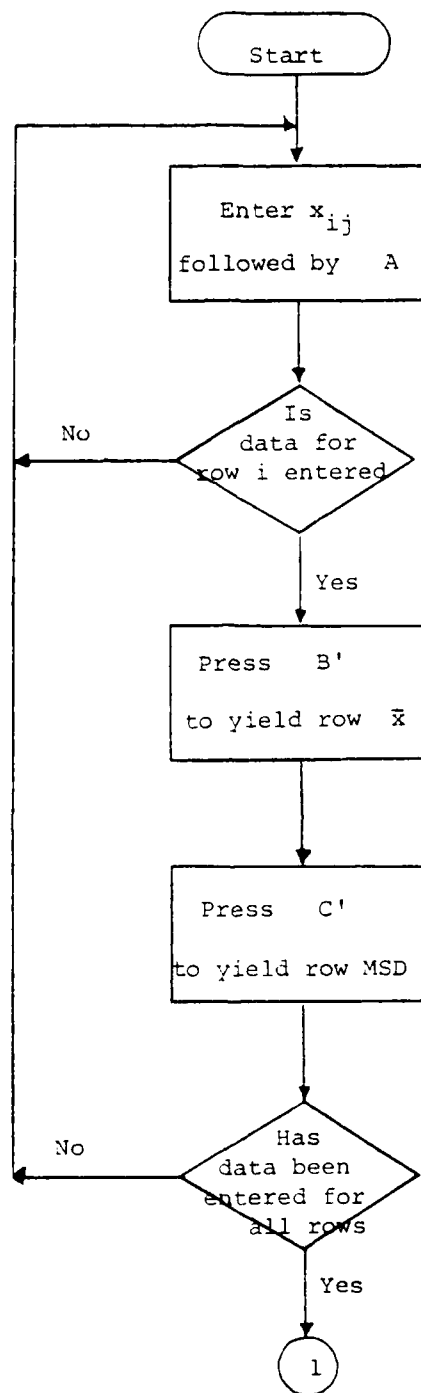 Start
Enter x_ij
followed by A
Is
data for
row i entered
No
Yes
Press B'
to yield row x̄
Press C'
to yield row MSD
Has
data been
entered for
all rows
No
Yes
1